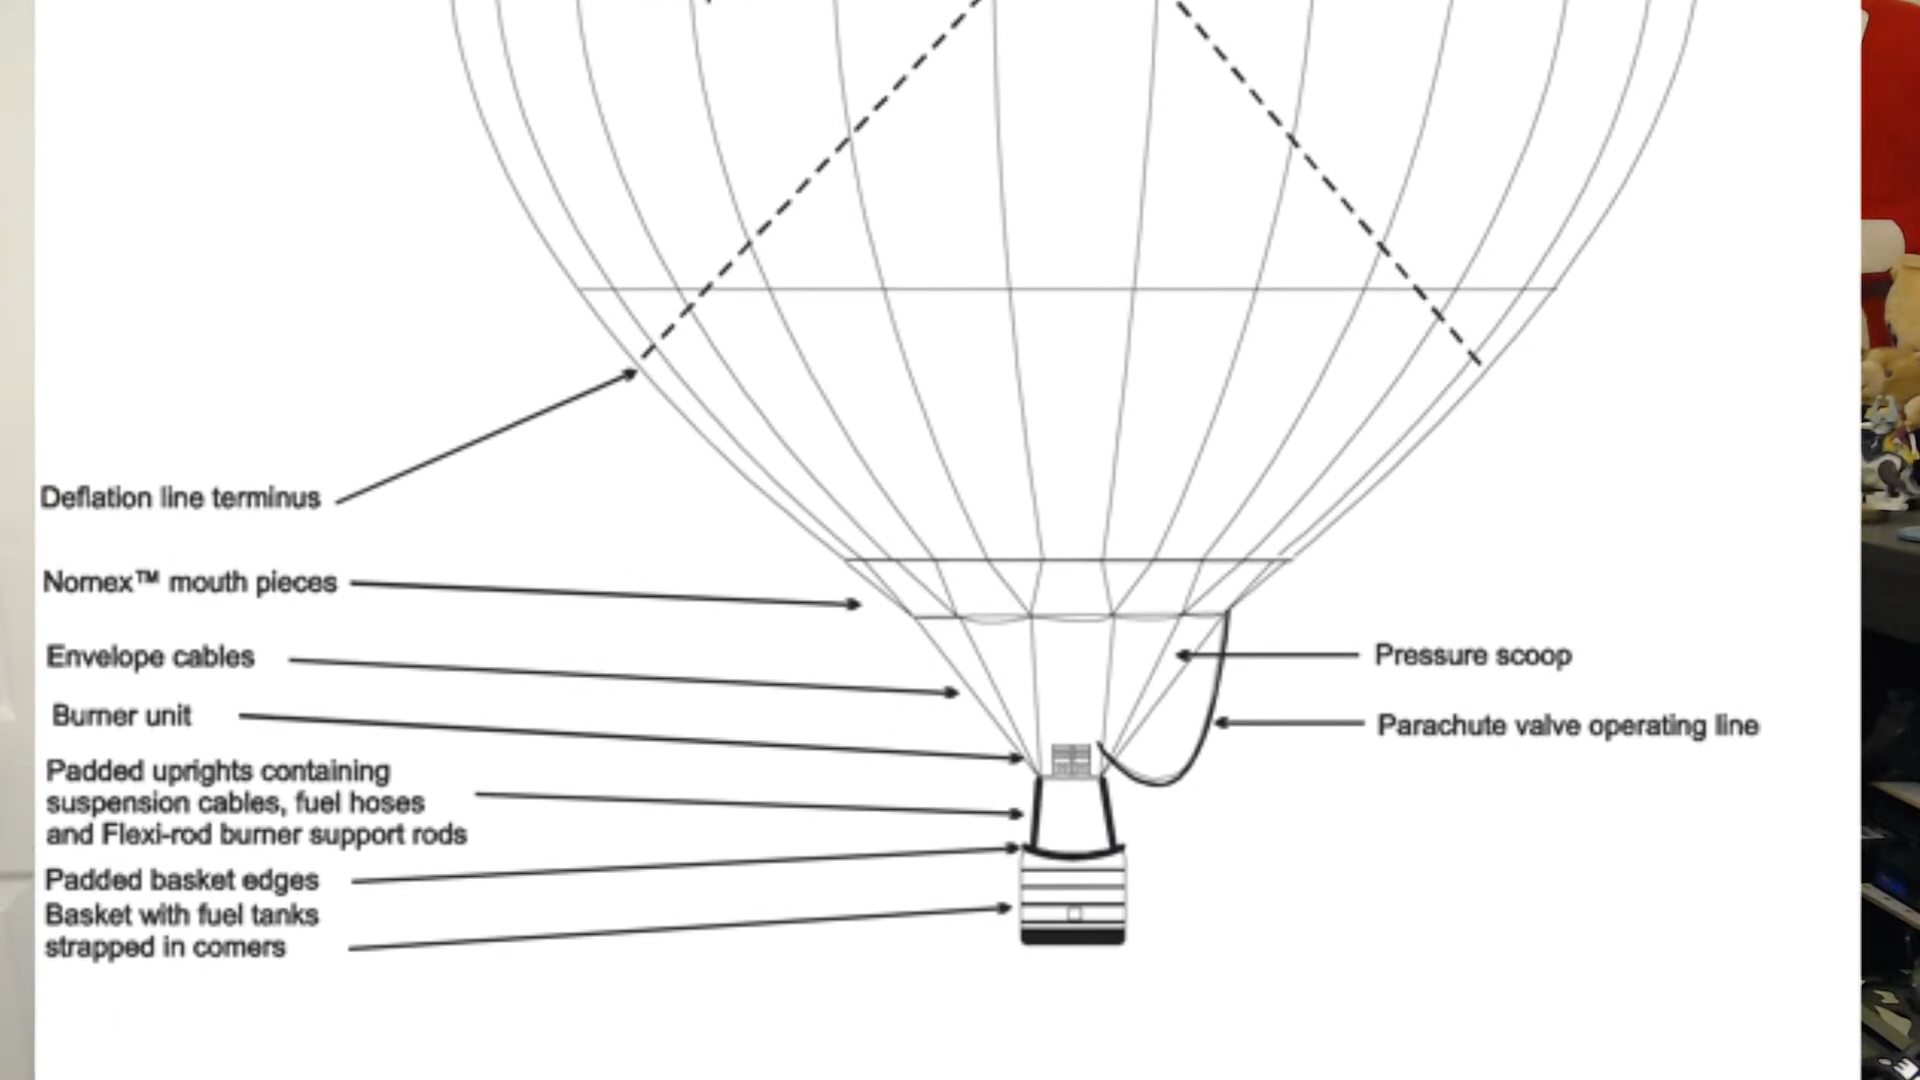 Deflation line terminus
Nomex™ mouth pieces
Envelope cables
Burner unit
Padded uprights containing
suspension cables, fuel hoses
and Flexi-rod burner support rods
Padded basket edges
Basket with fuel tanks
strapped in corners
Pressure scoop
Parachute valve operating line